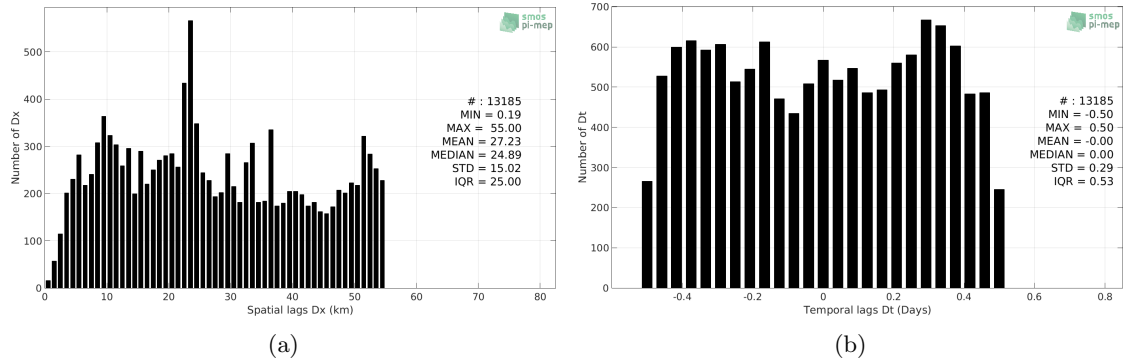 smos
pi-mep
500
400
300
200
100
0
Number of Dx
# : 13185
MIN = 0.19
MAX = 55.00
MEAN = 27.23
MEDIAN = 24.89
STD = 15.02
IQR = 25.00
0 10 20 30 40 50 60 70 80
Spatial lags Dx (km)
(a)
smos
pi-mep
700
600
500
400
300
200
100
0
Number of Dt
# : 13185
MIN = -0.50
MAX = 0.50
MEAN = -0.00
MEDIAN = 0.00
STD = 0.29
IQR = 0.53
-0.4 -0.2 0 0.2 0.4 0.6 0.8
Temporal lags Dt (Days)
(b)